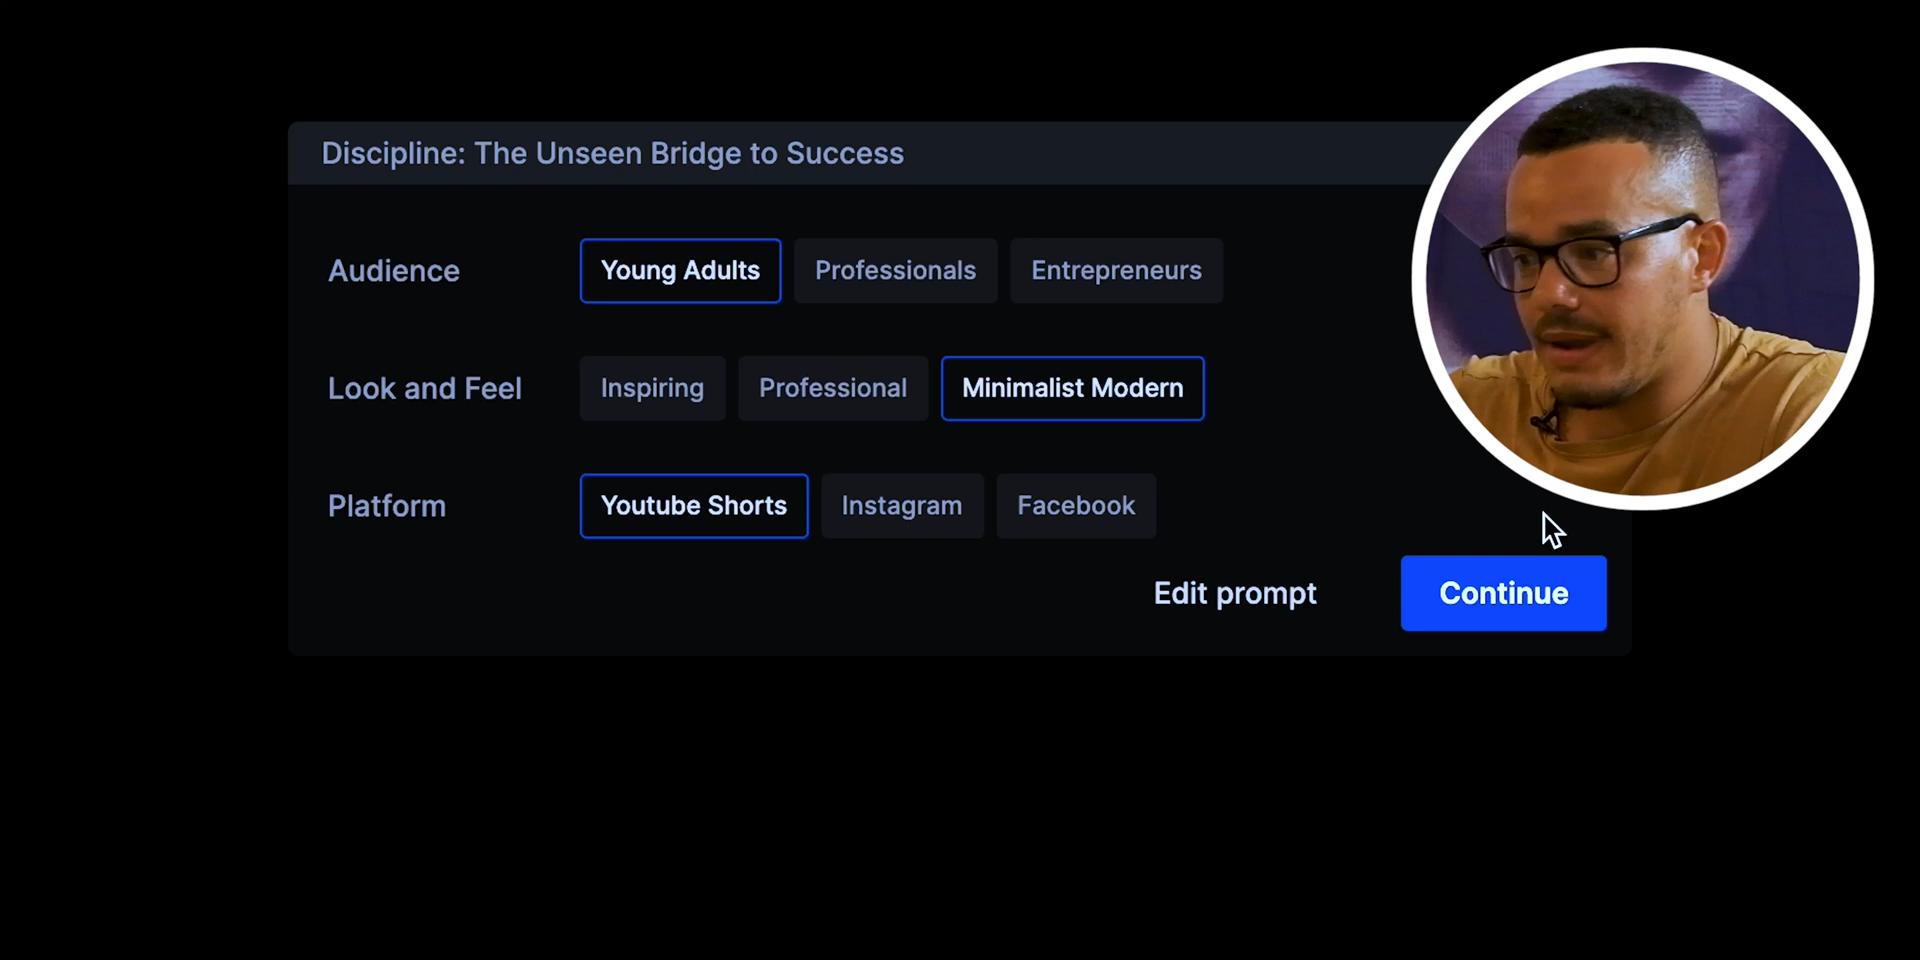 Discipline: The Unseen Bridge to Success
Audience Young Adults Professionals Entrepreneurs
Look and Feel Inspiring Professional Minimalist Modern
Platform Youtube Shorts Instagram Facebook
Edit prompt Continue